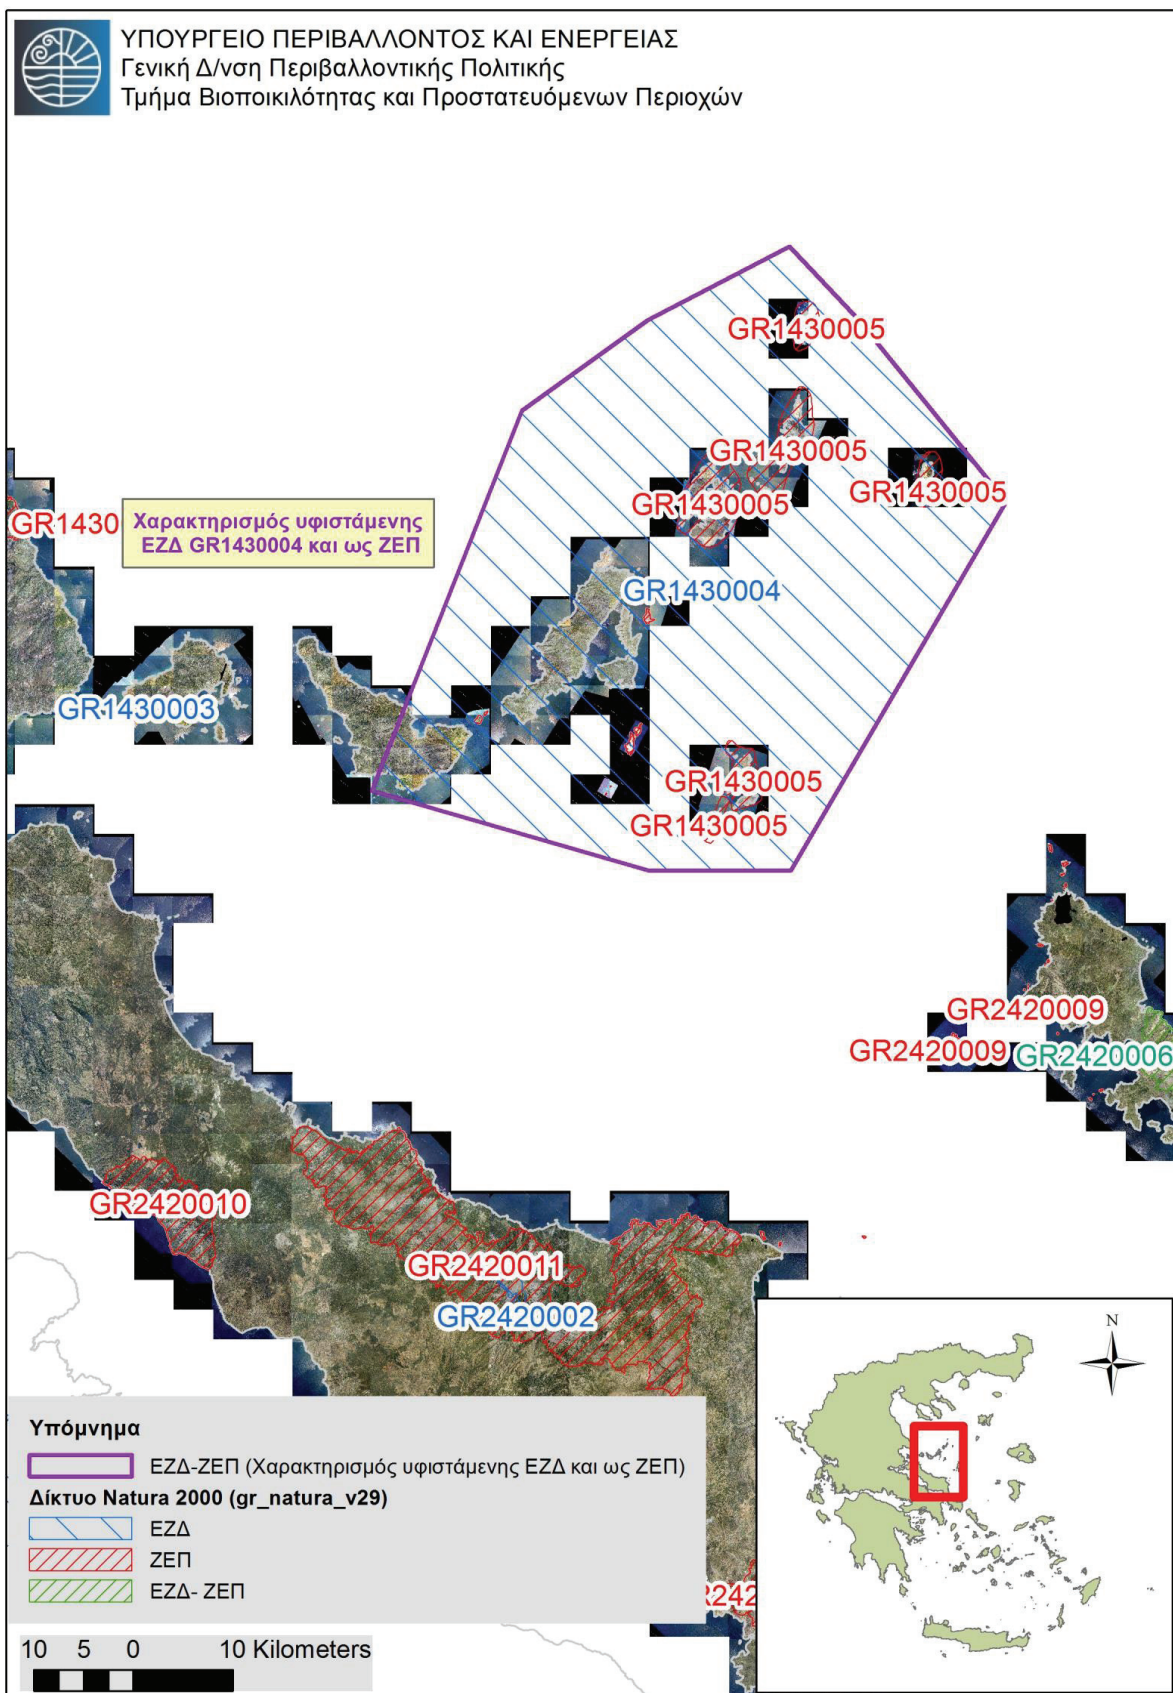 ΥΠΟΥΡΓΕΙΟ ΠΕΡΙΒΑΛΛΟΝΤΟΣ ΚΑΙ ΕΝΕΡΓΕΙΑΣ
Γενική Δ/νση Περιβαλλοντικής Πολιτικής
Τμήμα Βιοποικιλότητας και Προστατευόμενων Περιοχών
GR1430005
GR1430005
GR1430005
GR1430005
GR1430
Χαρακτηρισμός υφιστάμενης
ΕΖΔ GR1430004 και ως ΖΕΠ
GR1430004
GR1430003
GR1430005
GR1430005
GR2420009
GR2420009
GR2420006
GR2420010
GR2420011
GR2420002
Υπόμνημα
ΕΖΔ-ΖΕΠ (Χαρακτηρισμός υφιστάμενης ΕΖΔ και ως ΖΕΠ)
Δίκτυο Natura 2000 (gr_natura_v29)
ΕΖΔ
ΖΕΠ
ΕΖΔ- ΖΕΠ
10 5 0 10 Kilometers
N